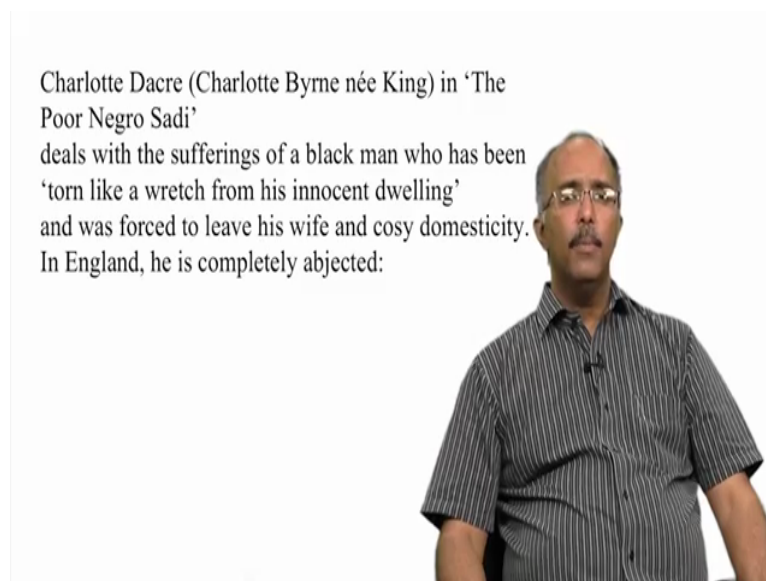 Charlotte Dacre (Charlotte Byrne née King) in ‘The
Poor Negro Sadi’
deals with the sufferings of a black man who has been
‘torn like a wretch from his innocent dwelling’
and was forced to leave his wife and cosy domesticity.
In England, he is completely abjected: